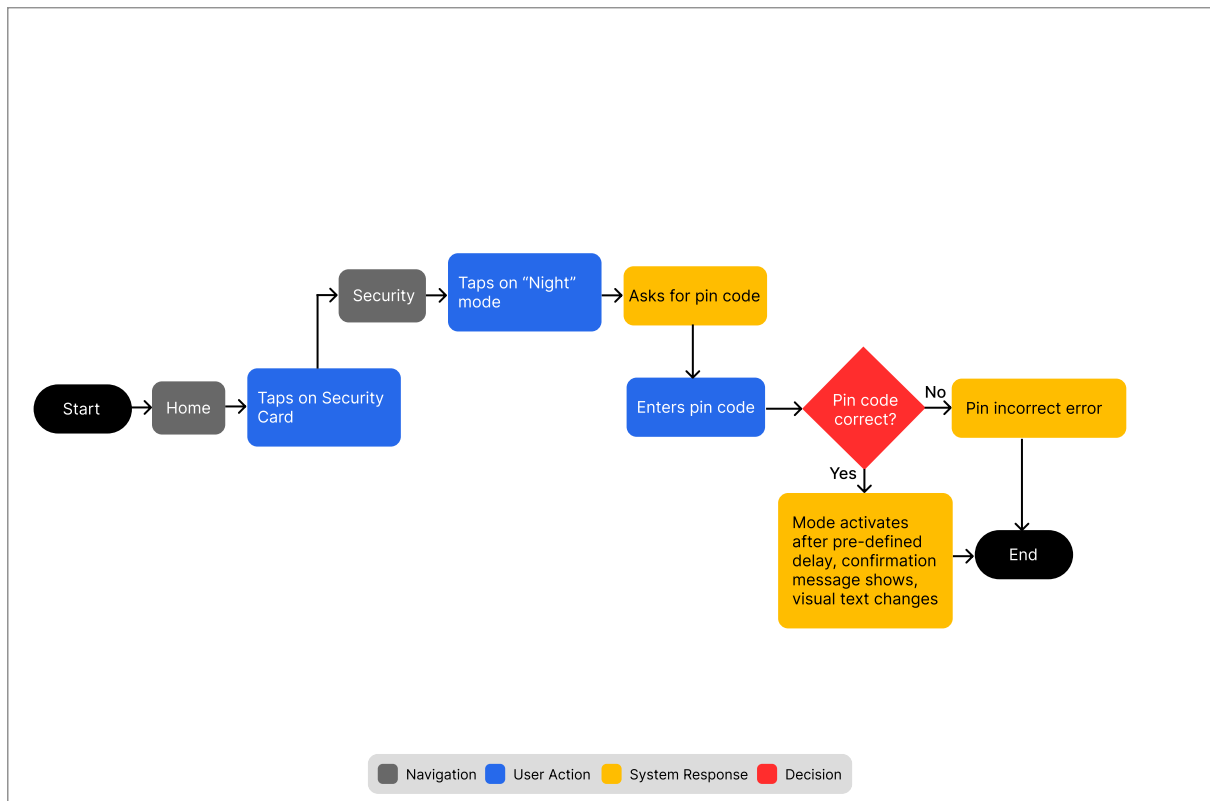 Start
Home
Taps on Security
Card
Security
Taps on “Night”
mode
Asks for pin code
Enters pin code
Pin code
correct?
No
Pin incorrect error
Yes
Mode activates
after pre-defined
delay, confirmation
message shows,
visual text changes
End
Navigation
User Action
System Response
Decision